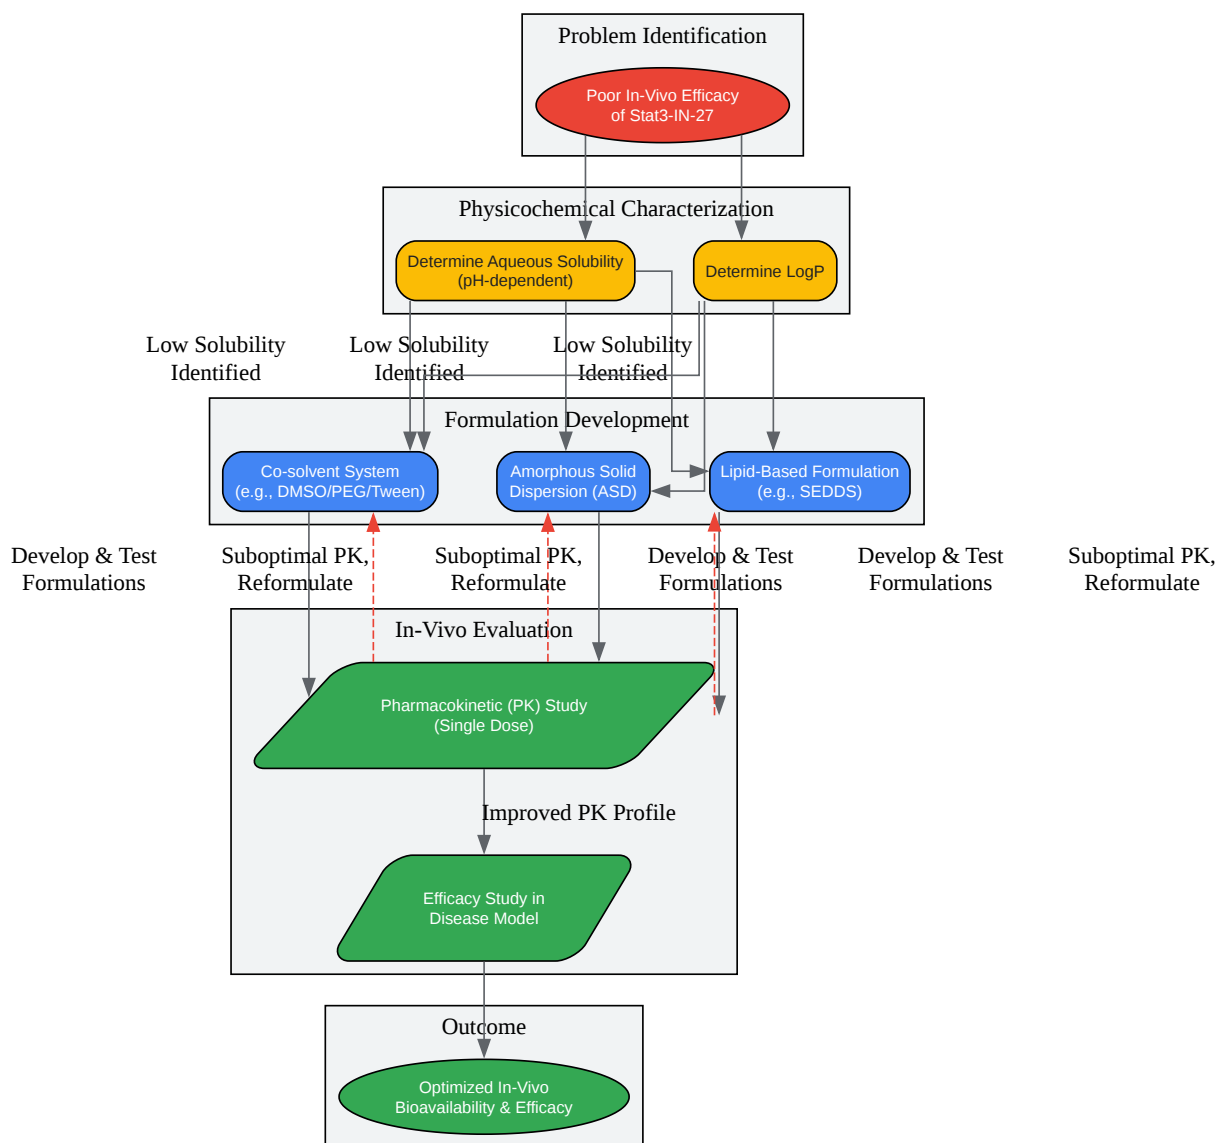 Problem Identification
Poor In-Vivo Efficacy
of Stat3-IN-27
Physicochemical Characterization
Determine Aqueous Solubility
(pH-dependent)
Determine LogP
Low Solubility
Identified
Low Solubility
Identified
Low Solubility
Identified
Formulation Development
Co-solvent System
(e.g., DMSO/PEG/Tween)
Amorphous Solid
Dispersion (ASD)
Lipid-Based Formulation
(e.g., SEDDS)
Develop & Test
Formulations
Suboptimal PK,
Reformulate
Suboptimal PK,
Reformulate
Develop & Test
Formulations
Develop & Test
Formulations
Suboptimal PK,
Reformulate
In-Vivo Evaluation
Pharmacokinetic (PK) Study
(Single Dose)
Improved PK Profile
Efficacy Study in
Disease Model
Outcome
Optimized In-Vivo
Bioavailability & Efficacy